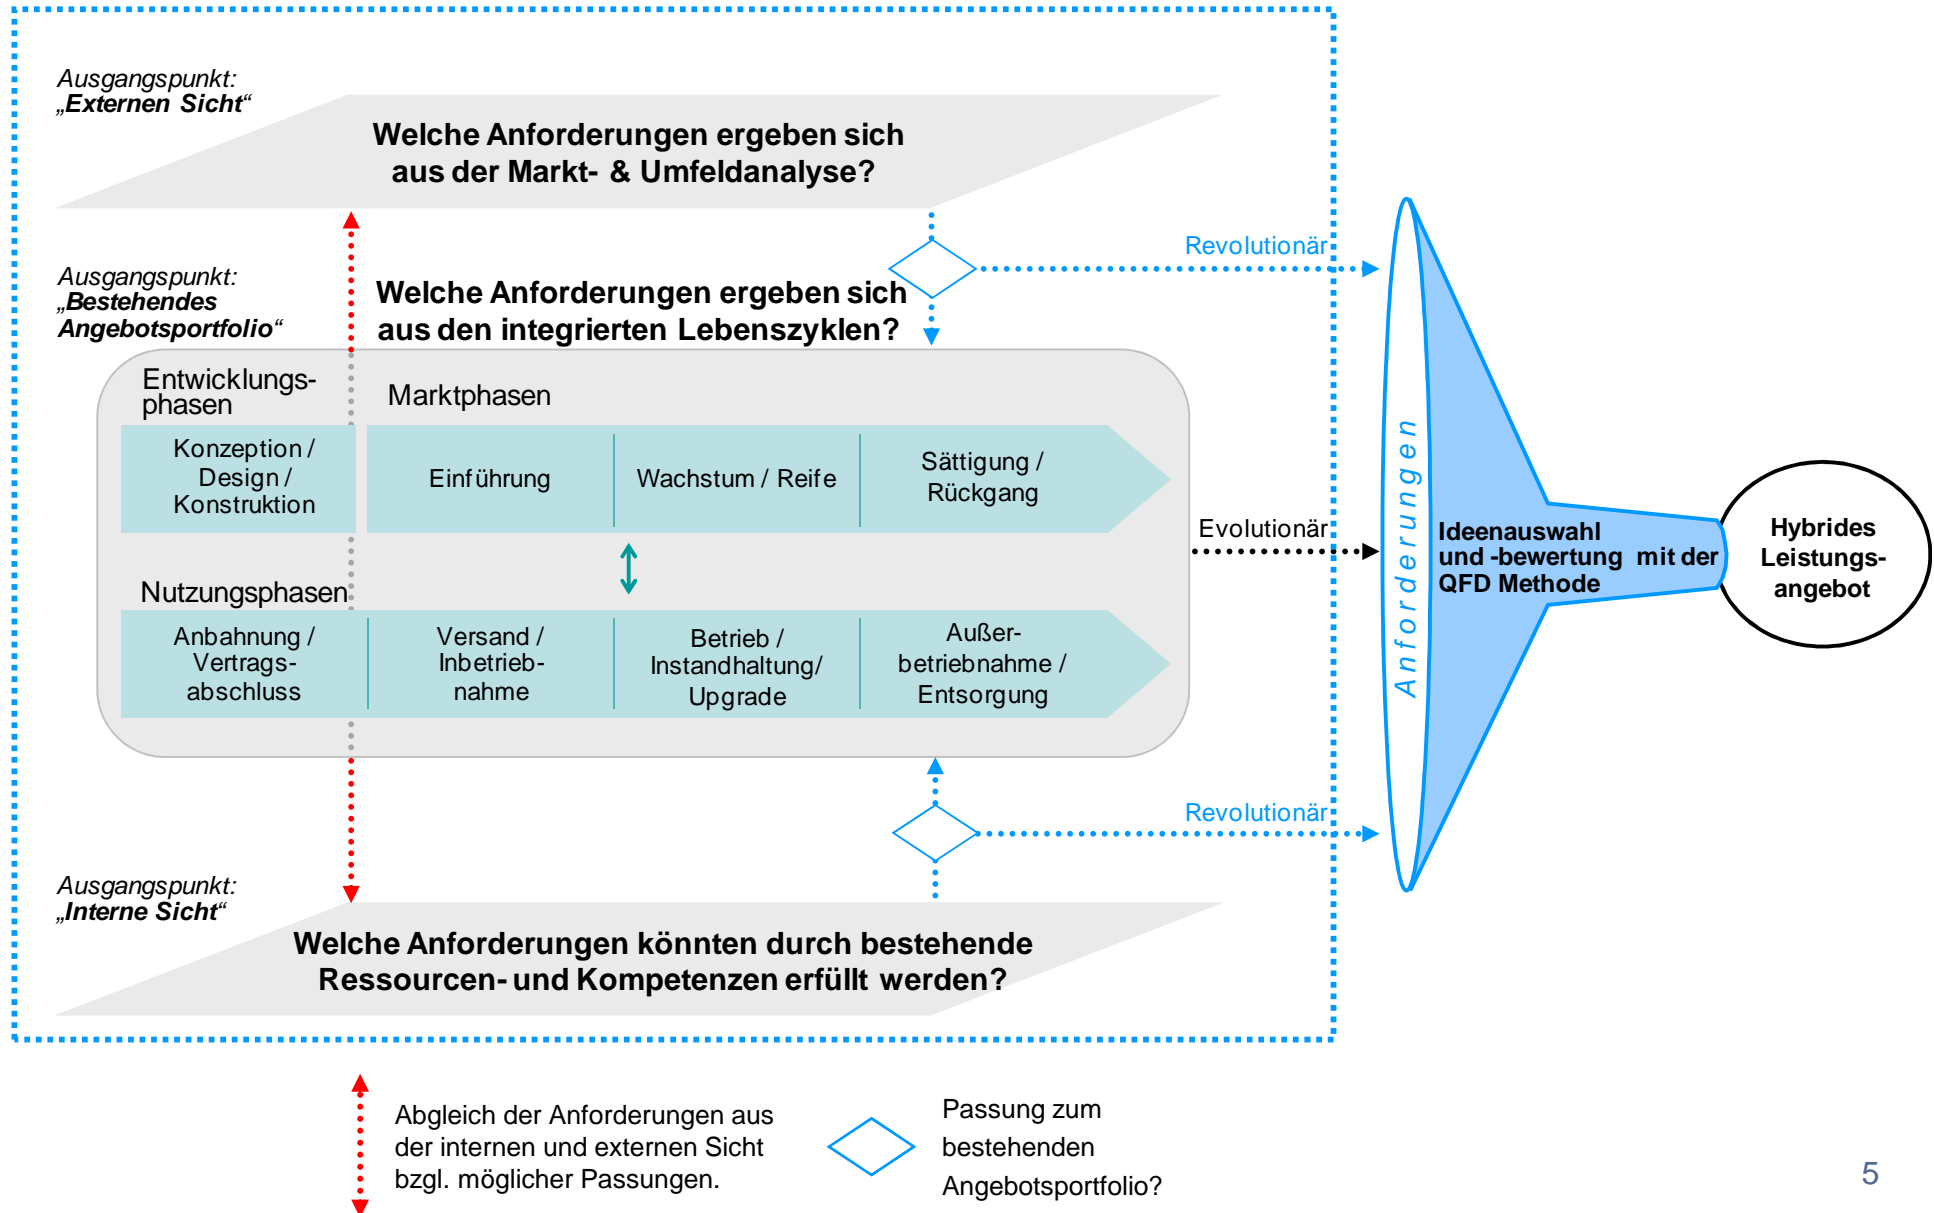 Ausgangspunkt:
„Externen Sicht“
Welche Anforderungen ergeben sich
aus der Markt- & Umfeldanalyse?
Revolutionär
Ausgangspunkt:
„Bestehendes
Angebotsportfolio“
Welche Anforderungen ergeben sich
aus den integrierten Lebenszyklen?
Entwicklungs-
phasen
Marktphasen
Konzeption /
Design /
Konstruktion
Einführung
Wachstum / Reife
Sättigung /
Rückgang
Evolutionär
Nutzungsphasen
Anbahnung /
Vertrags-
abschluss
Versand /
Inbetrieb-
nahme
Betrieb /
Instandhaltung/
Upgrade
Außer-
betriebnahme /
Entsorgung
Anforderungen
Ideenauswahl
und -bewertung mit der
QFD Methode
Hybrides
Leistungs-
angebot
Revolutionär
Ausgangspunkt:
„Interne Sicht“
Welche Anforderungen könnten durch bestehende
Ressourcen- und Kompetenzen erfüllt werden?
Abgleich der Anforderungen aus
der internen und externen Sicht
bzgl. möglicher Passungen.
Passung zum
bestehenden
Angebotsportfolio?
5